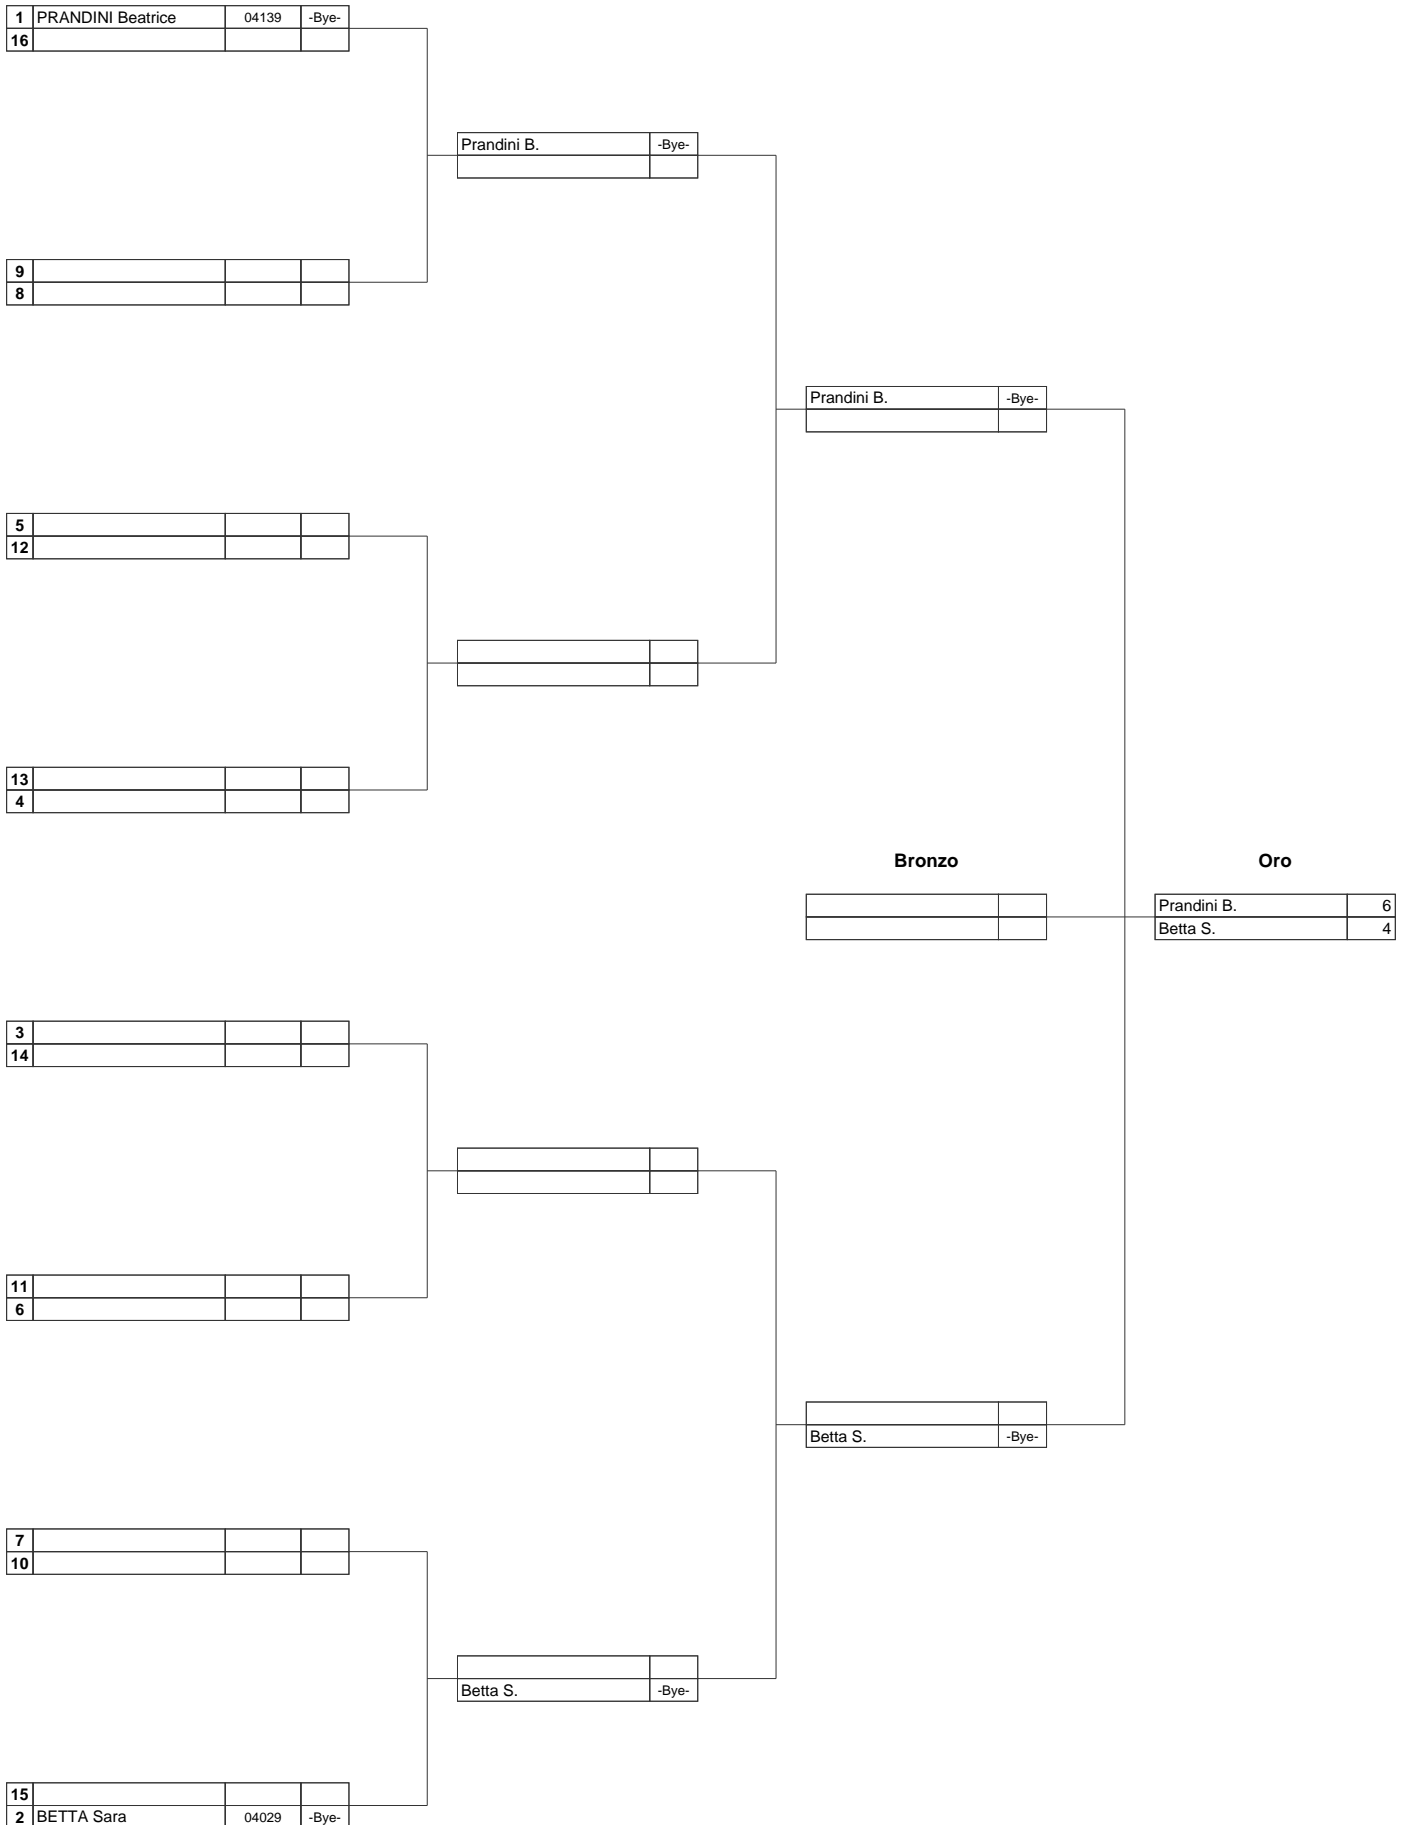 1 PRANDINI Beatrice 04139 -Bye-
16
Prandini B. -Bye-
9
8
Prandini B. -Bye-
5
12
13
4
Bronzo Oro
Prandini B. 6
Betta S. 4
3
14
11
6
Betta S. -Bye-
7
10
Betta S. -Bye-
15
2 BETTA Sara 04029 -Bye-